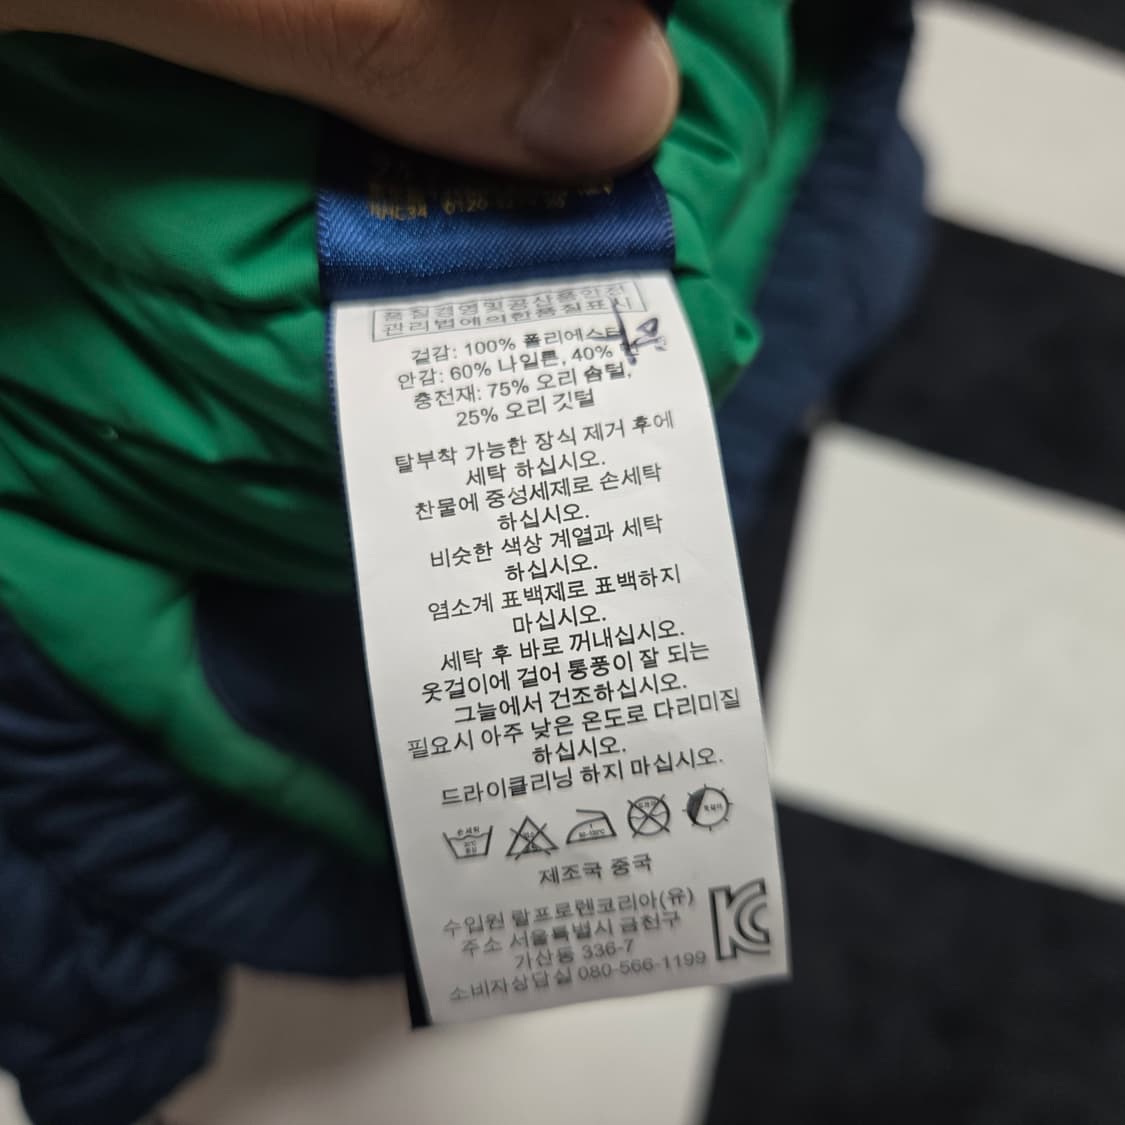 품질경영및공산품안전
관리법에의한품질표시
겉감: 100% 폴리에스터
안감: 60% 나일론, 40%
충전재: 75% 오리 솜털,
25% 오리 깃털
탈부착 가능한 장식 제거 후에
세탁 하십시오.
찬물에 중성세제로 손세탁
하십시오.
비슷한 색상 계열과 세탁
하십시오.
염소계 표백제로 표백하지
마십시오.
세탁 후 바로 꺼내십시오.
옷걸이에 걸어 통풍이 잘 되는
그늘에서 건조하십시오.
필요시 아주 낮은 온도로 다리미질
하십시오.
드라이클리닝 하지 마십시오.
손세탁
제조국 중국
수입원 랄프로렌코리아(유)
주소 서울특별시 금천구
가산동 336-7
소비자상담실 080-566-1199